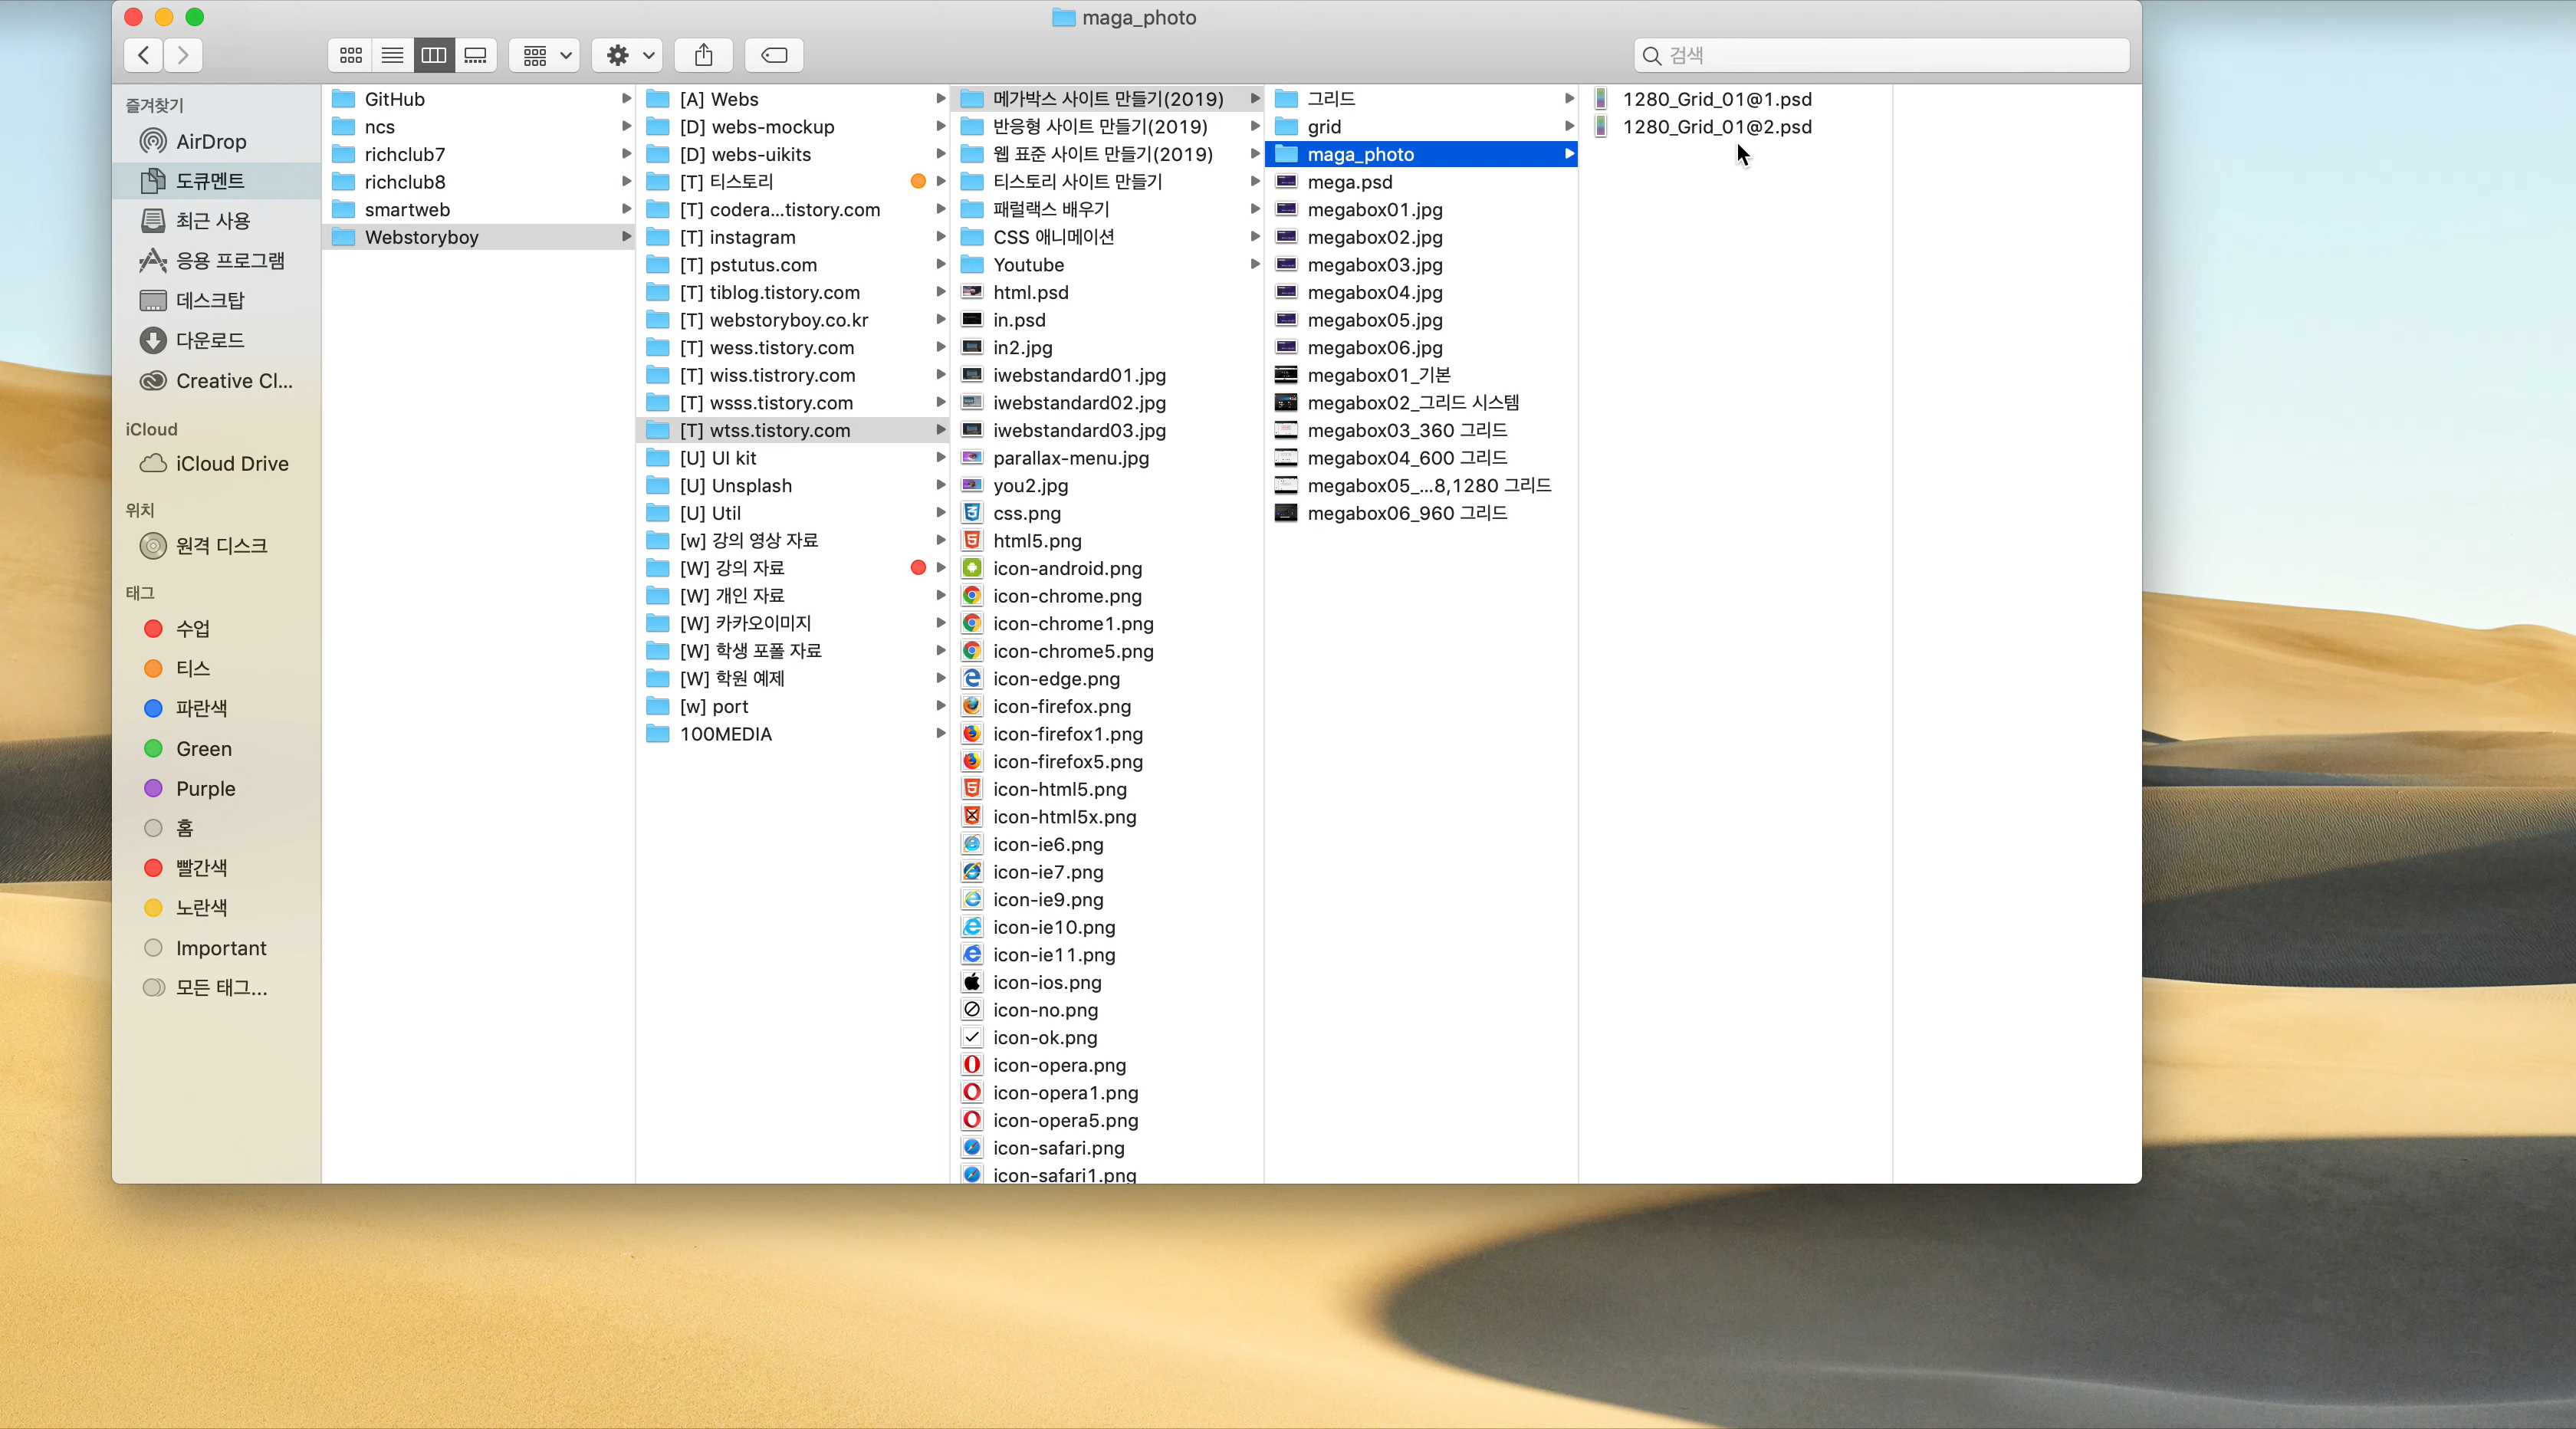 maga_photo
검색
즐겨찾기
AirDrop
도큐멘트
최근 사용
응용 프로그램
데스크탑
다운로드
Creative Cl...
iCloud
iCloud Drive
위치
원격 디스크
태그
수업
티스
파란색
Green
Purple
홈
빨간색
노란색
Important
모든 태그...
GitHub
ncs
richclub7
richclub8
smartweb
Webstoryboy
[A] Webs
[D] webs-mockup
[D] webs-uikits
[T] 티스토리
[T] codera...tistory.com
[T] instagram
[T] pstutus.com
[T] tiblog.tistory.com
[T] webstoryboy.co.kr
[T] wess.tistory.com
[T] wiss.tistrory.com
[T] wsss.tistory.com
[T] wtss.tistory.com
[U] UI kit
[U] Unsplash
[U] Util
[w] 강의 영상 자료
[W] 강의 자료
[W] 개인 자료
[W] 카카오이미지
[W] 학생 포폴 자료
[W] 학원 예제
[w] port
100MEDIA
메가박스 사이트 만들기(2019)
반응형 사이트 만들기(2019)
웹 표준 사이트 만들기(2019)
티스토리 사이트 만들기
패럴랙스 배우기
CSS 애니메이션
Youtube
html.psd
in.psd
in2.jpg
iwebstandard01.jpg
iwebstandard02.jpg
iwebstandard03.jpg
parallax-menu.jpg
you2.jpg
css.png
html5.png
icon-android.png
icon-chrome.png
icon-chrome1.png
icon-chrome5.png
icon-edge.png
icon-firefox.png
icon-firefox1.png
icon-firefox5.png
icon-html5.png
icon-html5x.png
icon-ie6.png
icon-ie7.png
icon-ie9.png
icon-ie10.png
icon-ie11.png
icon-ios.png
icon-no.png
icon-ok.png
icon-opera.png
icon-opera1.png
icon-opera5.png
icon-safari.png
icon-safari1.png
그리드
grid
maga_photo
mega.psd
megabox01.jpg
megabox02.jpg
megabox03.jpg
megabox04.jpg
megabox05.jpg
megabox06.jpg
megabox01_기본
megabox02_그리드 시스템
megabox03_360 그리드
megabox04_600 그리드
megabox05_...8,1280 그리드
megabox06_960 그리드
1280_Grid_01@1.psd
1280_Grid_01@2.psd